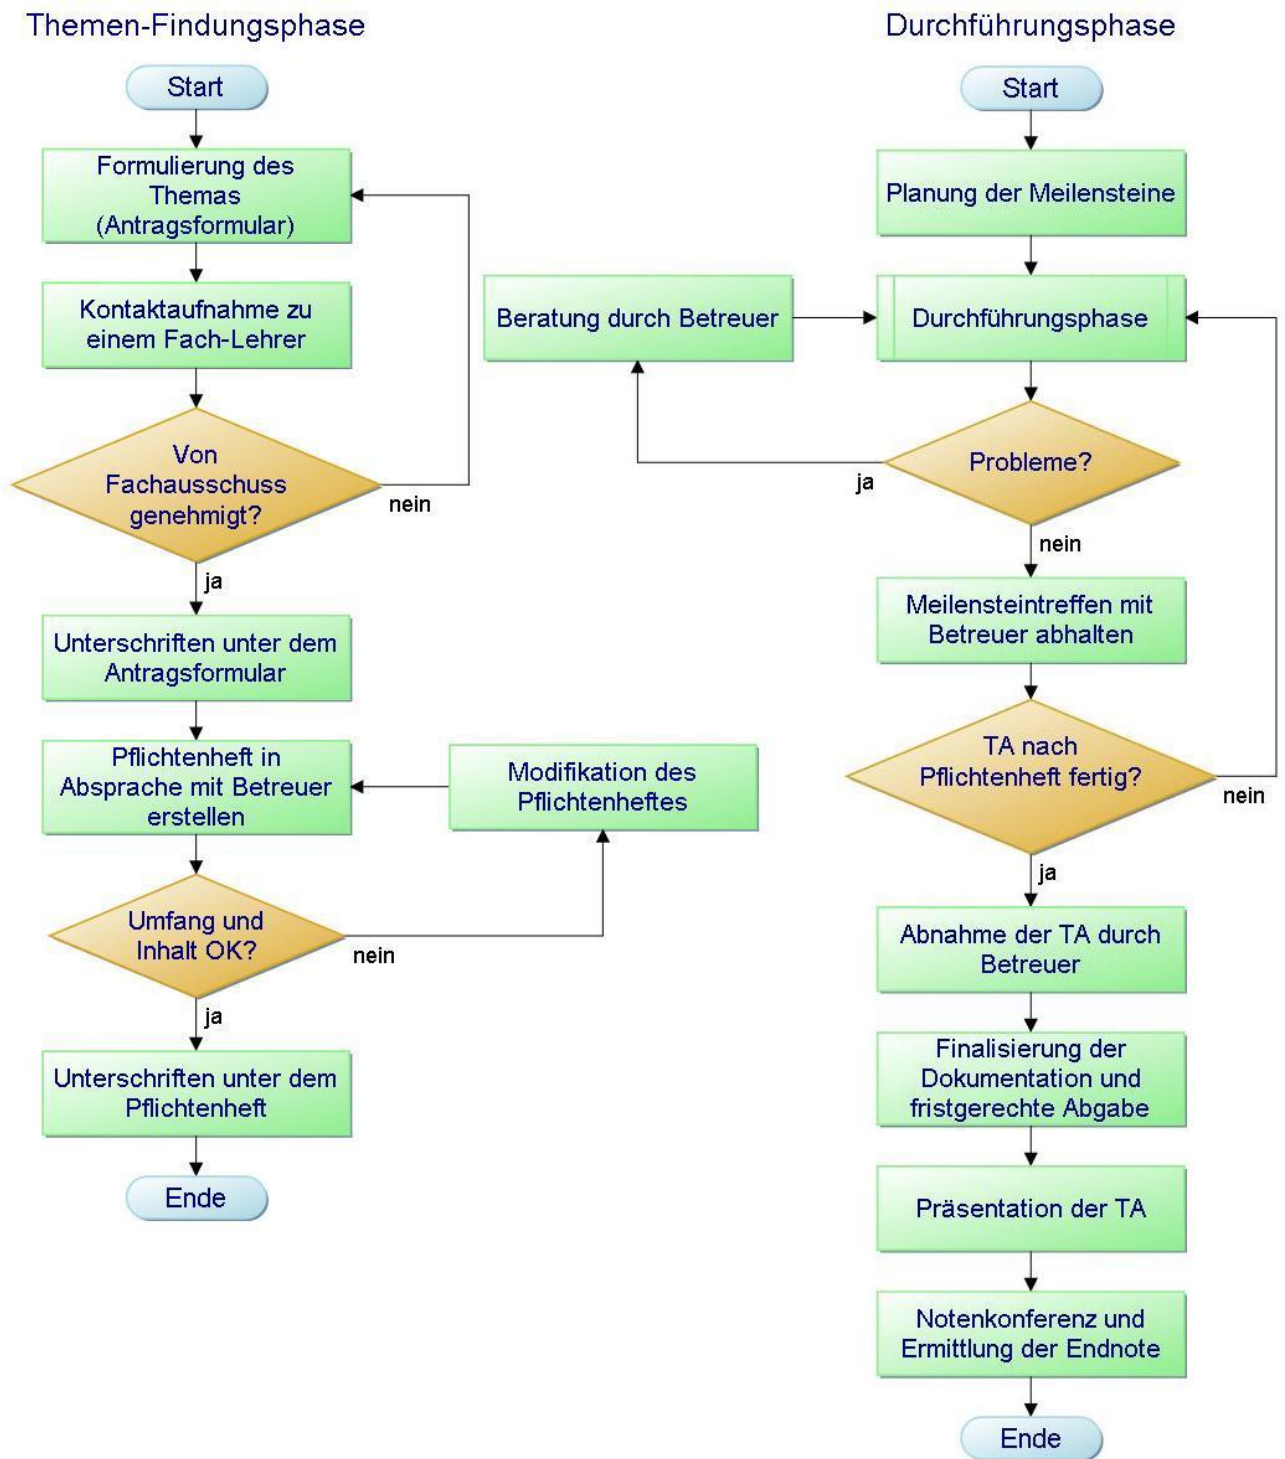 Themen-Findungsphase
Start
Formulierung des
Themas
(Antragsformular)
Kontaktaufnahme zu
einem Fach-Lehrer
Von
Fachausschuss
genehmigt?
nein
ja
Unterschriften unter dem
Antragsformular
Pflichtenheft in
Absprache mit Betreuer
erstellen
Modifikation des
Pflichtenheftes
Umfang und
Inhalt OK?
nein
ja
Unterschriften unter dem
Pflichtenheft
Ende
Durchführungsphase
Start
Planung der Meilensteine
Beratung durch Betreuer
Durchführungsphase
Probleme?
ja
nein
Meilensteintreffen mit
Betreuer abhalten
TA nach
Pflichtenheft fertig?
nein
ja
Abnahme der TA durch
Betreuer
Finalisierung der
Dokumentation und
fristgerechte Abgabe
Präsentation der TA
Notenkonferenz und
Ermittlung der Endnote
Ende